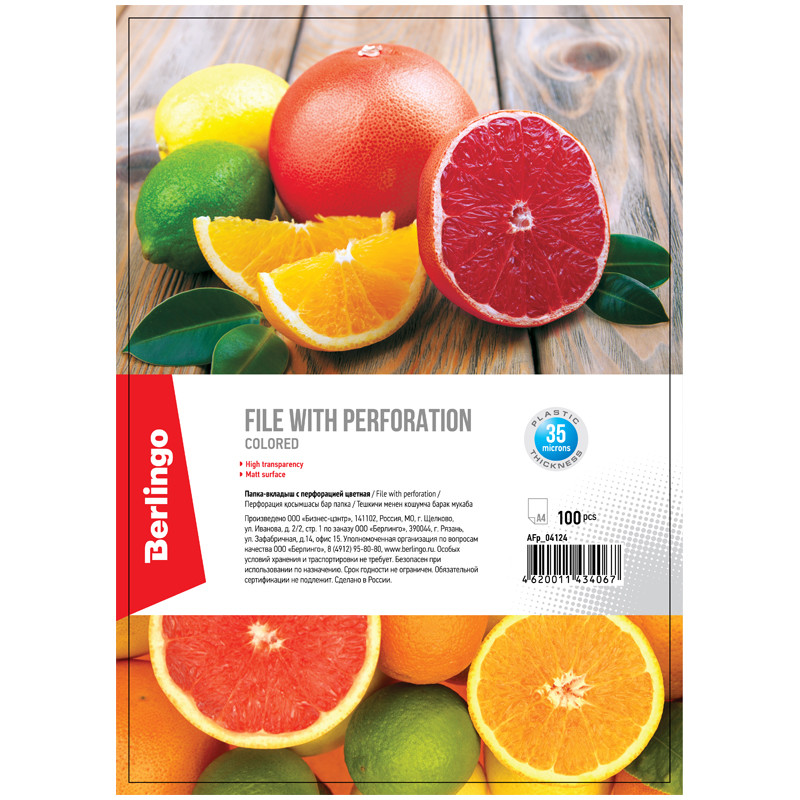 Berlingo
FILE WITH PERFORATION
COLORED
High transparency
Matt surface
Папка-вкладыш с перфорацией цветная / File with perforation /
Перфорация қосымшасы бар папка / Тешикчи менен кошумча барак мукаба
Произведено ООО «Бизнес-цэнтр», 141102, Россия, МО, г. Щелково,
ул. Иванова, д. 2/2, стр. 1 по заказу ООО «Берлинго», 390044, г. Рязань,
ул. Зафабричная, д.14, офис 15. Уполномоченная организация по вопросам
качества ООО «Берлинго», 8 (4912) 95-80-80, www.berlingo.ru. Особых
условий хранения и траспортировки не требует. Безопасен при
использовании по назначению. Срок годности не ограничен. Обязательной
сертификации не подлежит. Сделано в России.
PLASTIC
35
microns
THICKNESS
A4
100 pcs
AFp_04124
4 620011 434067